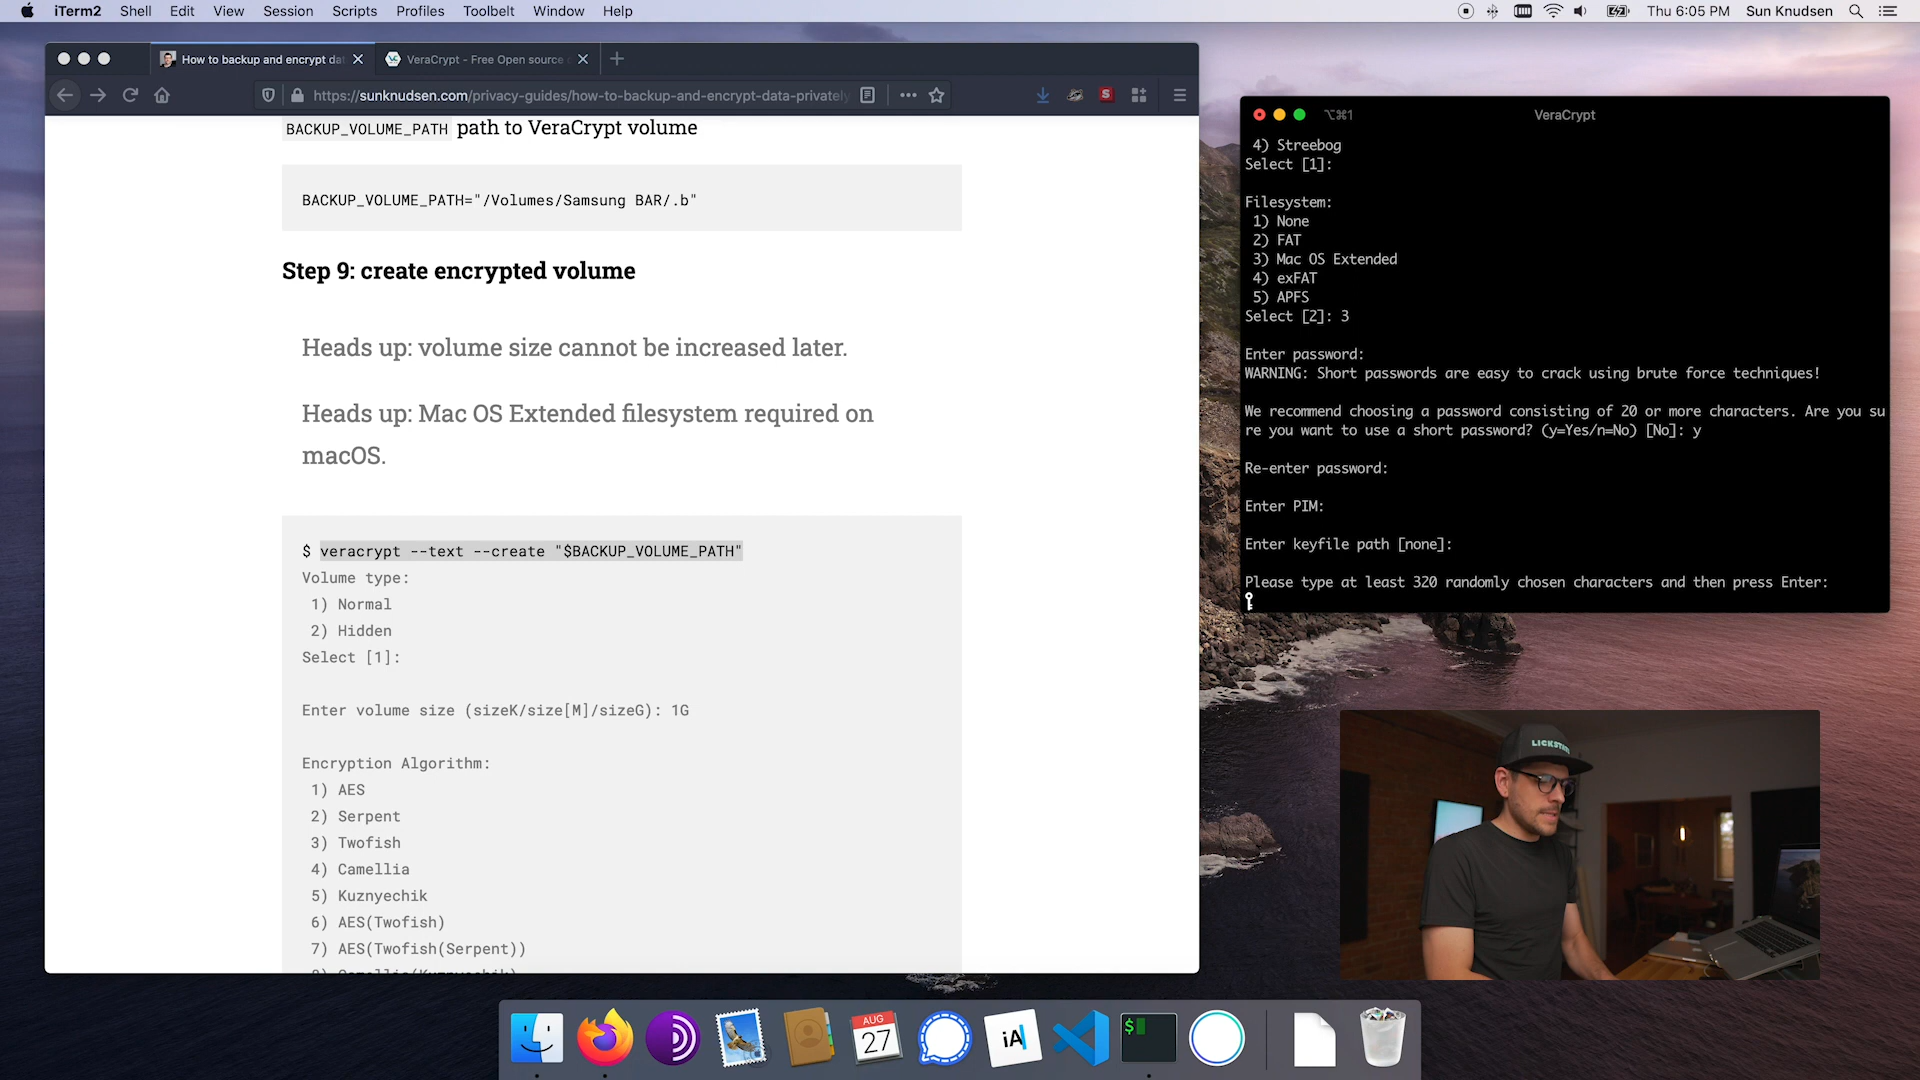 iTerm2 Shell Edit View Session Scripts Profiles Toolbelt Window Help
Thu 6:05 PM Sun Knudsen
How to backup and encrypt dat
VeraCrypt - Free Open source
https://sunknudsen.com/privacy-guides/how-to-backup-and-encrypt-data-privately
BACKUP_VOLUME_PATH path to VeraCrypt volume
BACKUP_VOLUME_PATH="/Volumes/Samsung BAR/.b"
Step 9: create encrypted volume
Heads up: volume size cannot be increased later.
Heads up: Mac OS Extended filesystem required on
macOS.
$ veracrypt --text --create "$BACKUP_VOLUME_PATH"
Volume type:
1) Normal
2) Hidden
Select [1]:
Enter volume size (sizeK/size[M]/sizeG): 1G
Encryption Algorithm:
1) AES
2) Serpent
3) Twofish
4) Camellia
5) Kuznyechik
6) AES(Twofish)
7) AES(Twofish(Serpent))
8) Camellia(Kuznyechik)
⌥⌘1
VeraCrypt
4) Streebog
Select [1]:
Filesystem:
1) None
2) FAT
3) Mac OS Extended
4) exFAT
5) APFS
Select [2]: 3
Enter password:
WARNING: Short passwords are easy to crack using brute force techniques!
We recommend choosing a password consisting of 20 or more characters. Are you su
re you want to use a short password? (y=Yes/n=No) [No]: y
Re-enter password:
Enter PIM:
Enter keyfile path [none]:
Please type at least 320 randomly chosen characters and then press Enter:
AUG
27
iA
$
S